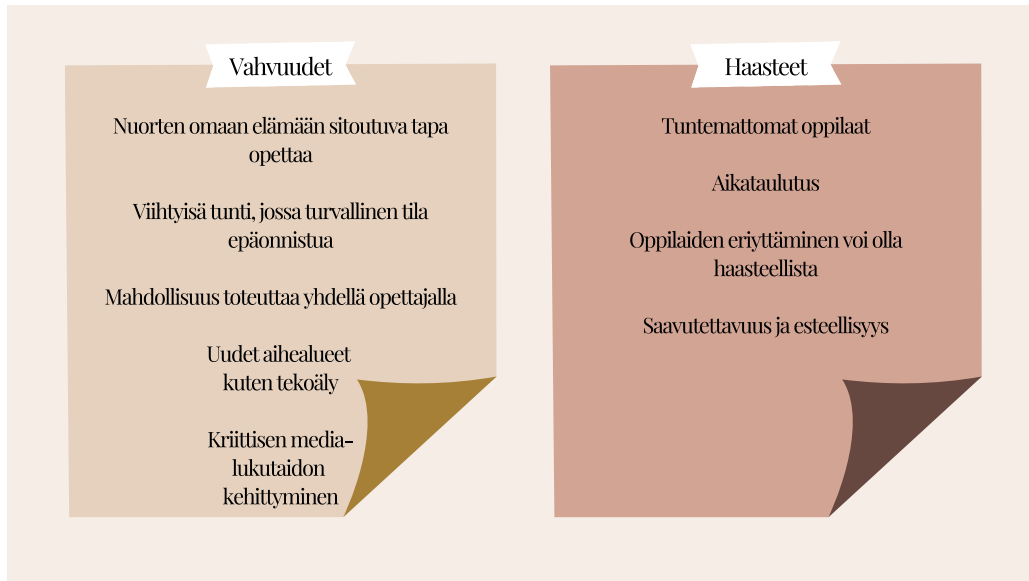 Vahvuudet
Nuorten omaan elämään sitoutuva tapa
opettaa
Viihtyisä tunti, jossa turvallinen tila
epäonnistua
Mahdollisuus toteuttaa yhdellä opettajalla
Uudet aihealueet
kuten tekoäly
Kriittisen media-
lukutaidon
kehittyminen
Haasteet
Tuntemattomat oppilaat
Aikataulutus
Oppilaiden eriyttäminen voi olla
haasteellista
Saavutettavuus ja esteellisyys